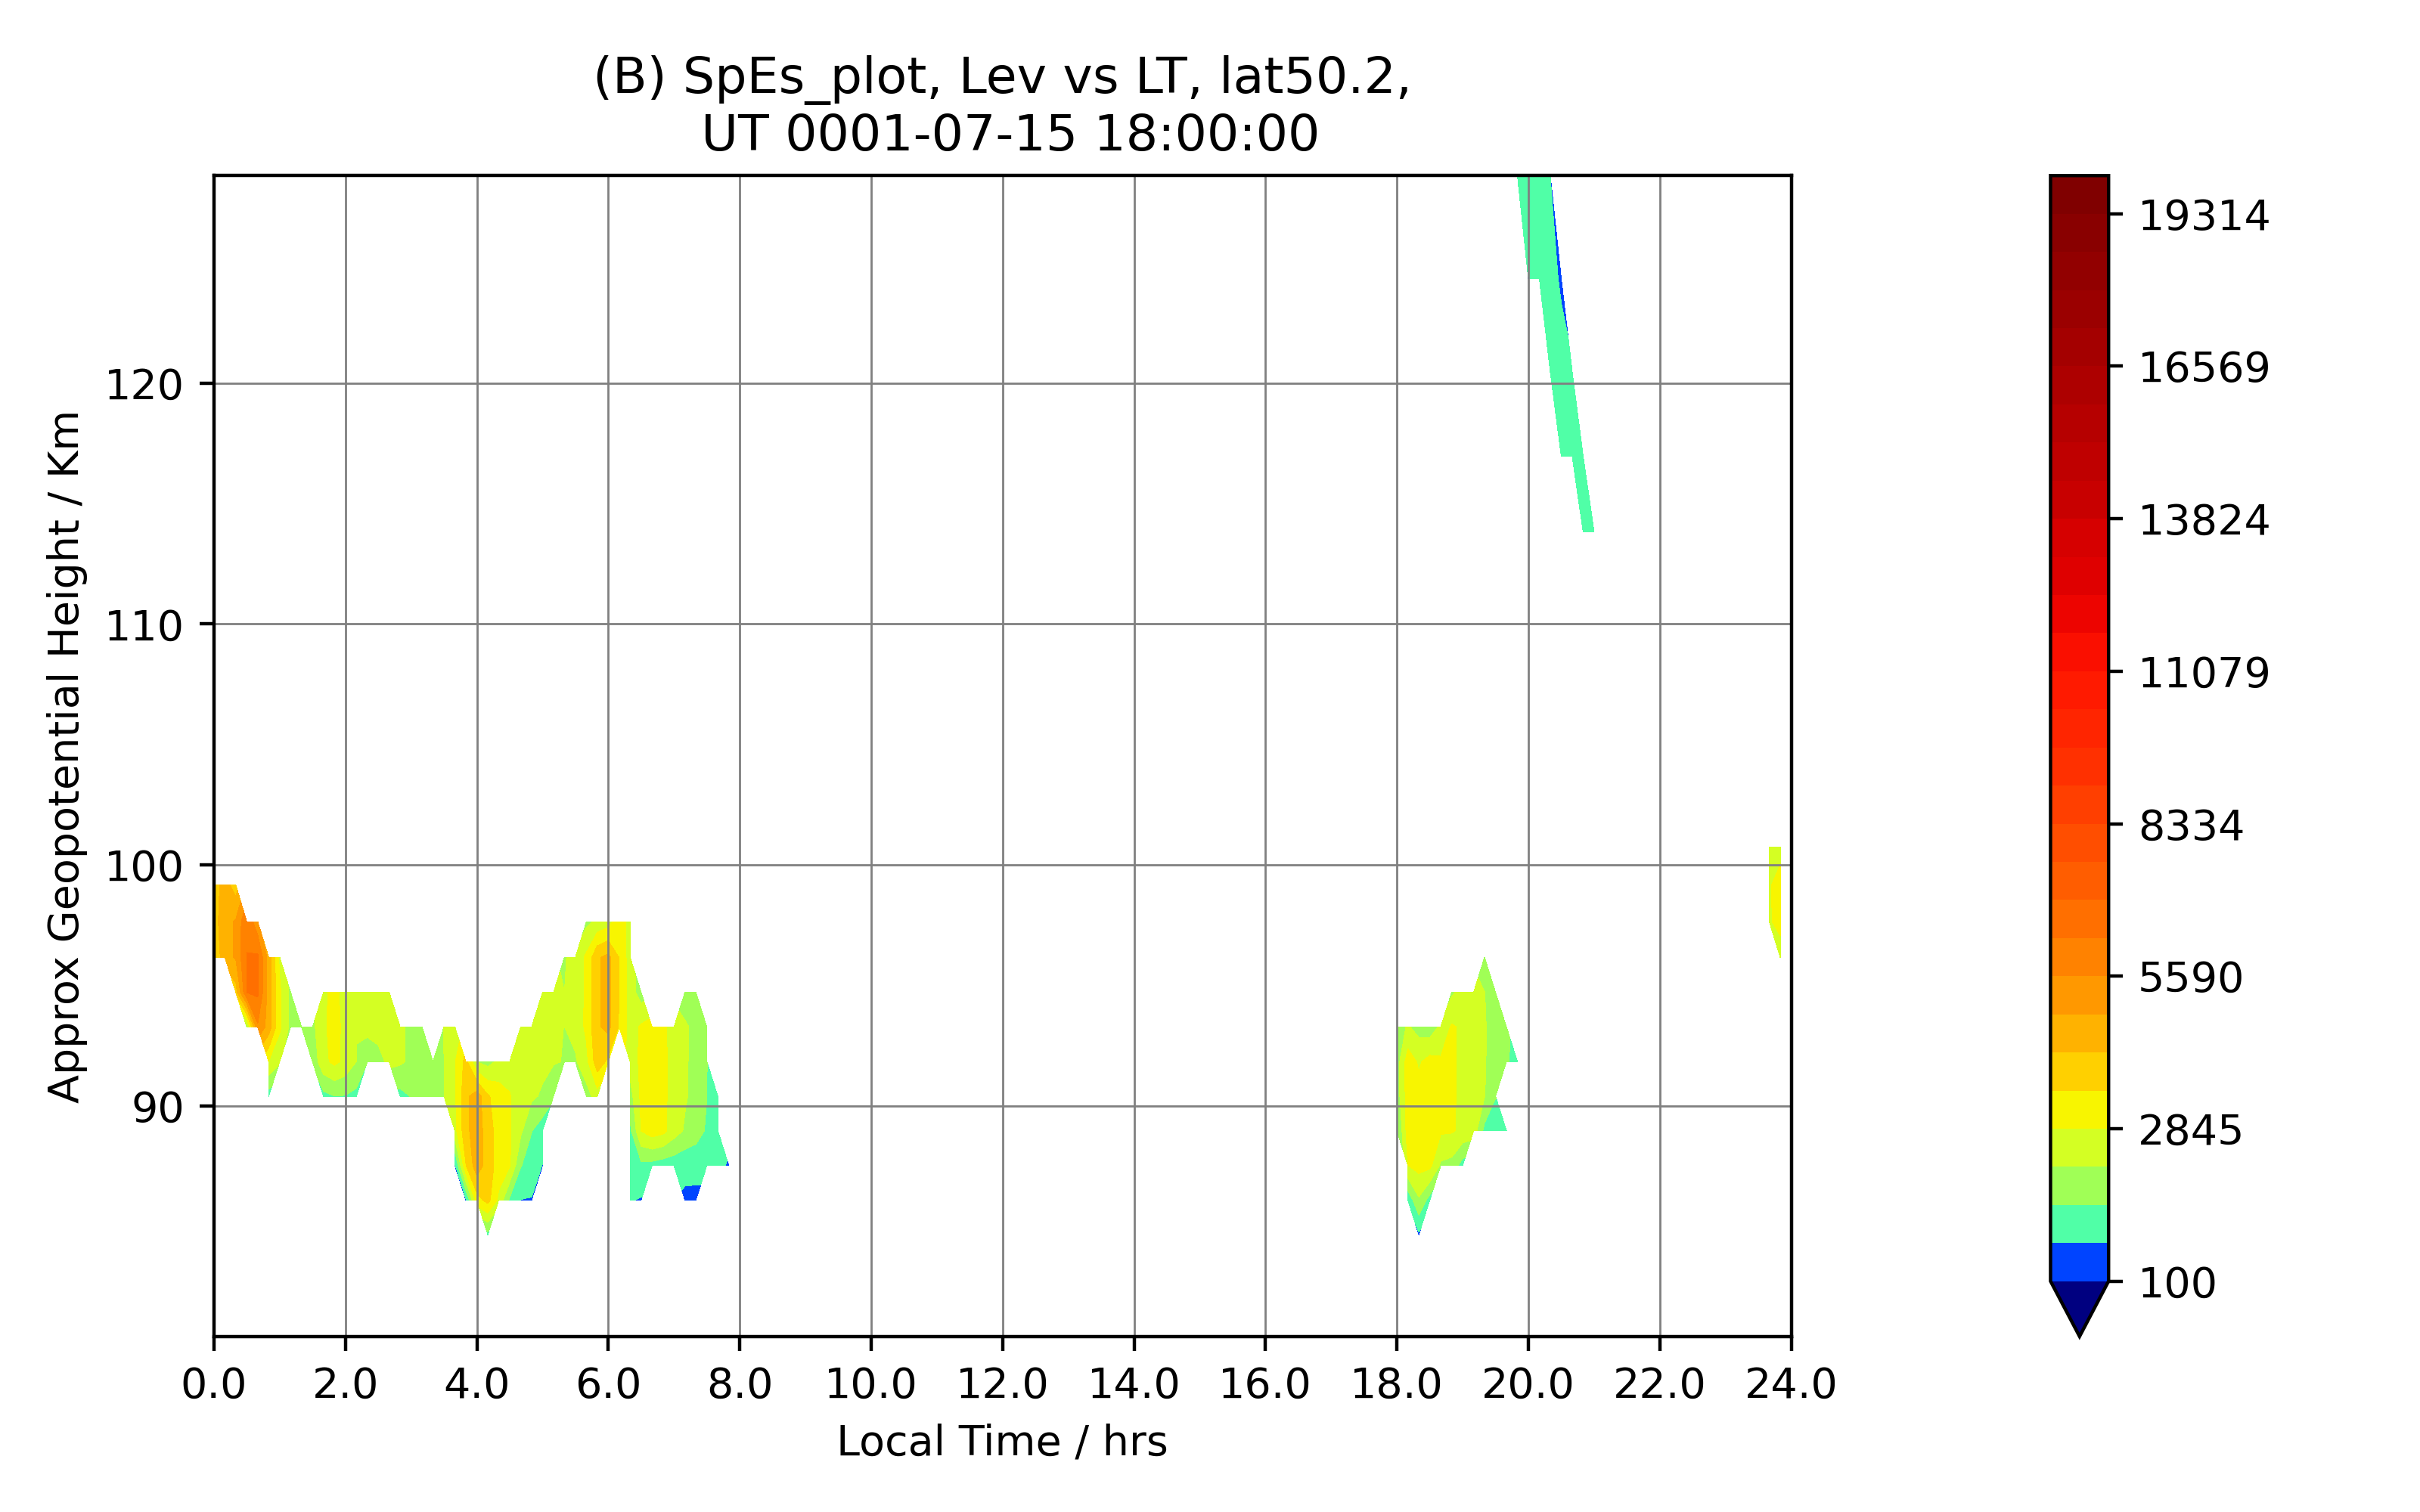 (B) SpEs_plot, Lev vs LT, lat50.2,
UT 0001-07-15 18:00:00
Approx Geopotential Height / Km
120
110
100
90
0.0 2.0 4.0 6.0 8.0 10.0 12.0 14.0 16.0 18.0 20.0 22.0 24.0
Local Time / hrs
19314
16569
13824
11079
8334
5590
2845
100